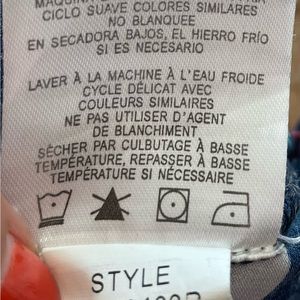 CICLO SUAVE COLORES SIMILARES
NO BLANQUEE
EN SECADORA BAJOS, EL HIERRO FRÍO
SI ES NECESARIO
LAVER À LA MACHINE À L'EAU FROIDE
CYCLE DÉLICAT AVEC
COULEURS SIMILAIRES
NE PAS UTILISER D'AGENT
DE BLANCHIMENT
SÉCHER PAR CULBUTAGE À BASSE
TEMPÉRATURE, REPASSER À BASSE
TEMPÉRATURE SI NÉCESSAIRE
STYLE